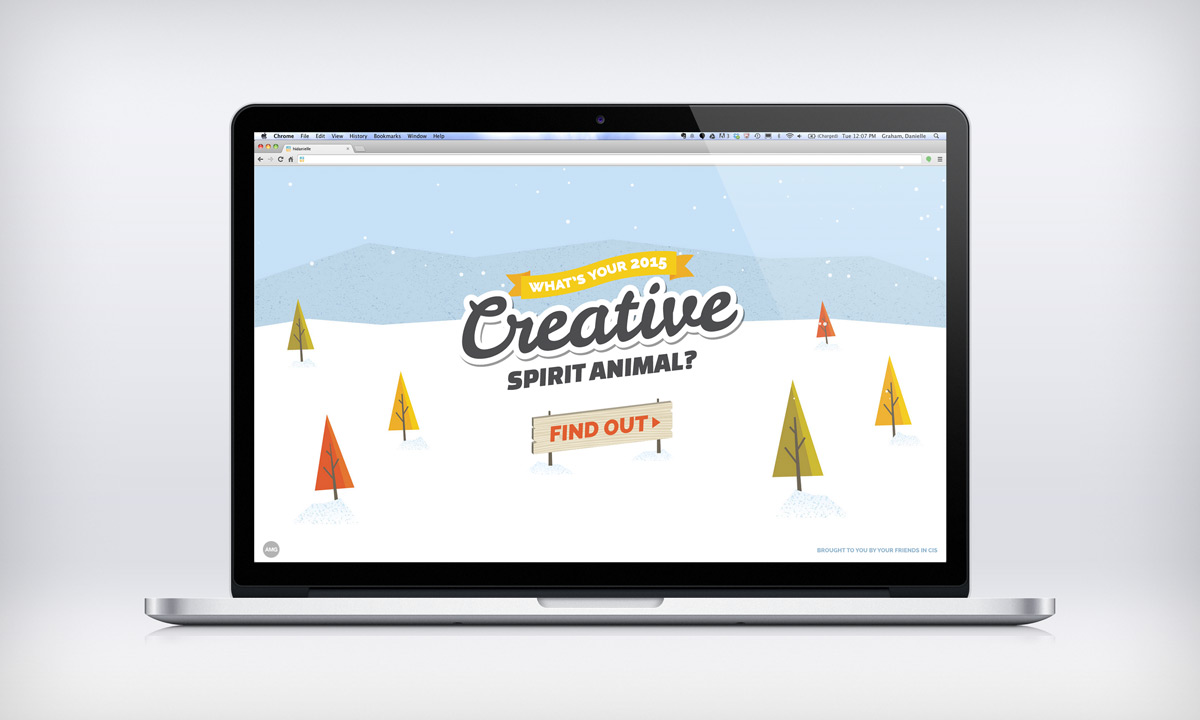 Chrome File Edit View History Bookmarks Window Help (Charged) Tue 12:07 PM Graham, Danielle
WHAT'S YOUR 2015
Creative
SPIRIT ANIMAL?
FIND OUT
AMG
BROUGHT TO YOU BY YOUR FRIENDS IN CIS